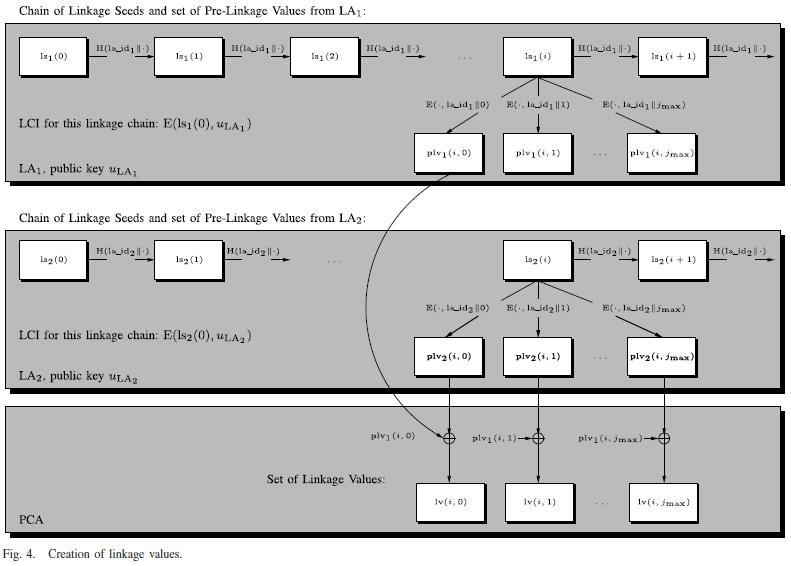 Chain of Linkage Seeds and set of Pre-Linkage Values from LA₁:
ls₁(0) H(la_id₁‖·) ls₁(1) H(la_id₁‖·) ls₁(2) H(la_id₁‖·) ... ls₁(i) H(la_id₁‖·) ls₁(i + 1) H(la_id₁‖·)
E(·, la_id₁‖0) E(·, la_id₁‖1) E(·, la_id₁‖jmax)
LCI for this linkage chain: E(ls₁(0), uLA₁)
plv₁(i, 0) plv₁(i, 1) ... plv₁(i, jmax)
LA₁, public key uLA₁
Chain of Linkage Seeds and set of Pre-Linkage Values from LA₂:
ls₂(0) H(la_id₂‖·) ls₂(1) H(la_id₂‖·) ... ls₂(i) H(la_id₂‖·) ls₂(i + 1) H(la_id₂‖·)
E(·, la_id₂‖0) E(·, la_id₂‖1) E(·, la_id₂‖jmax)
LCI for this linkage chain: E(ls₂(0), uLA₂)
plv₂(i, 0) plv₂(i, 1) ... plv₂(i, jmax)
LA₂, public key uLA₂
plv₁(i, 0) plv₁(i, 1) plv₁(i, jmax)
Set of Linkage Values:
lv(i, 0) lv(i, 1) ... lv(i, jmax)
PCA
Fig. 4. Creation of linkage values.